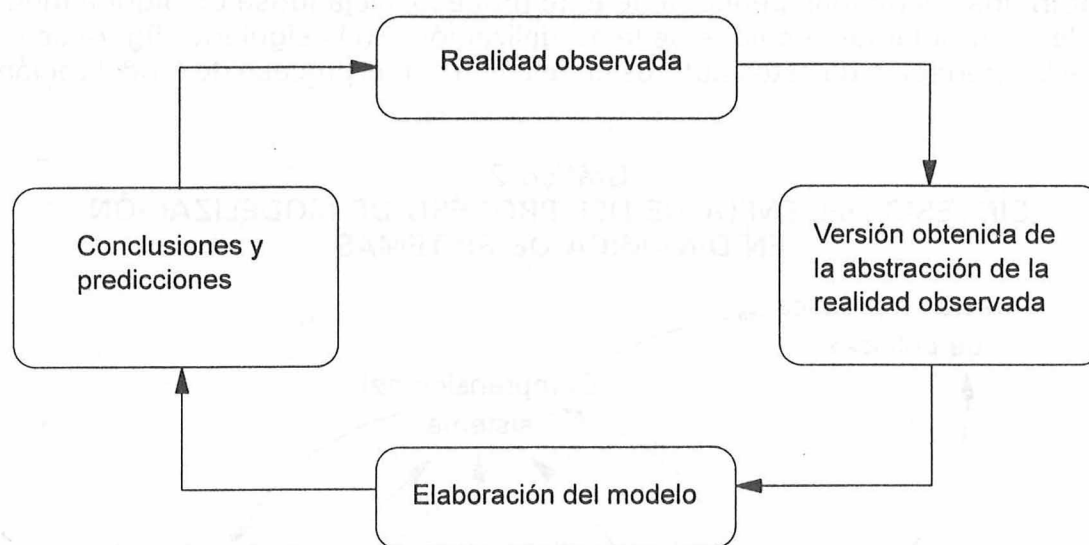 Realidad observada
Conclusiones y
predicciones
Versión obtenida de
la abstracción de la
realidad observada
Elaboración del modelo